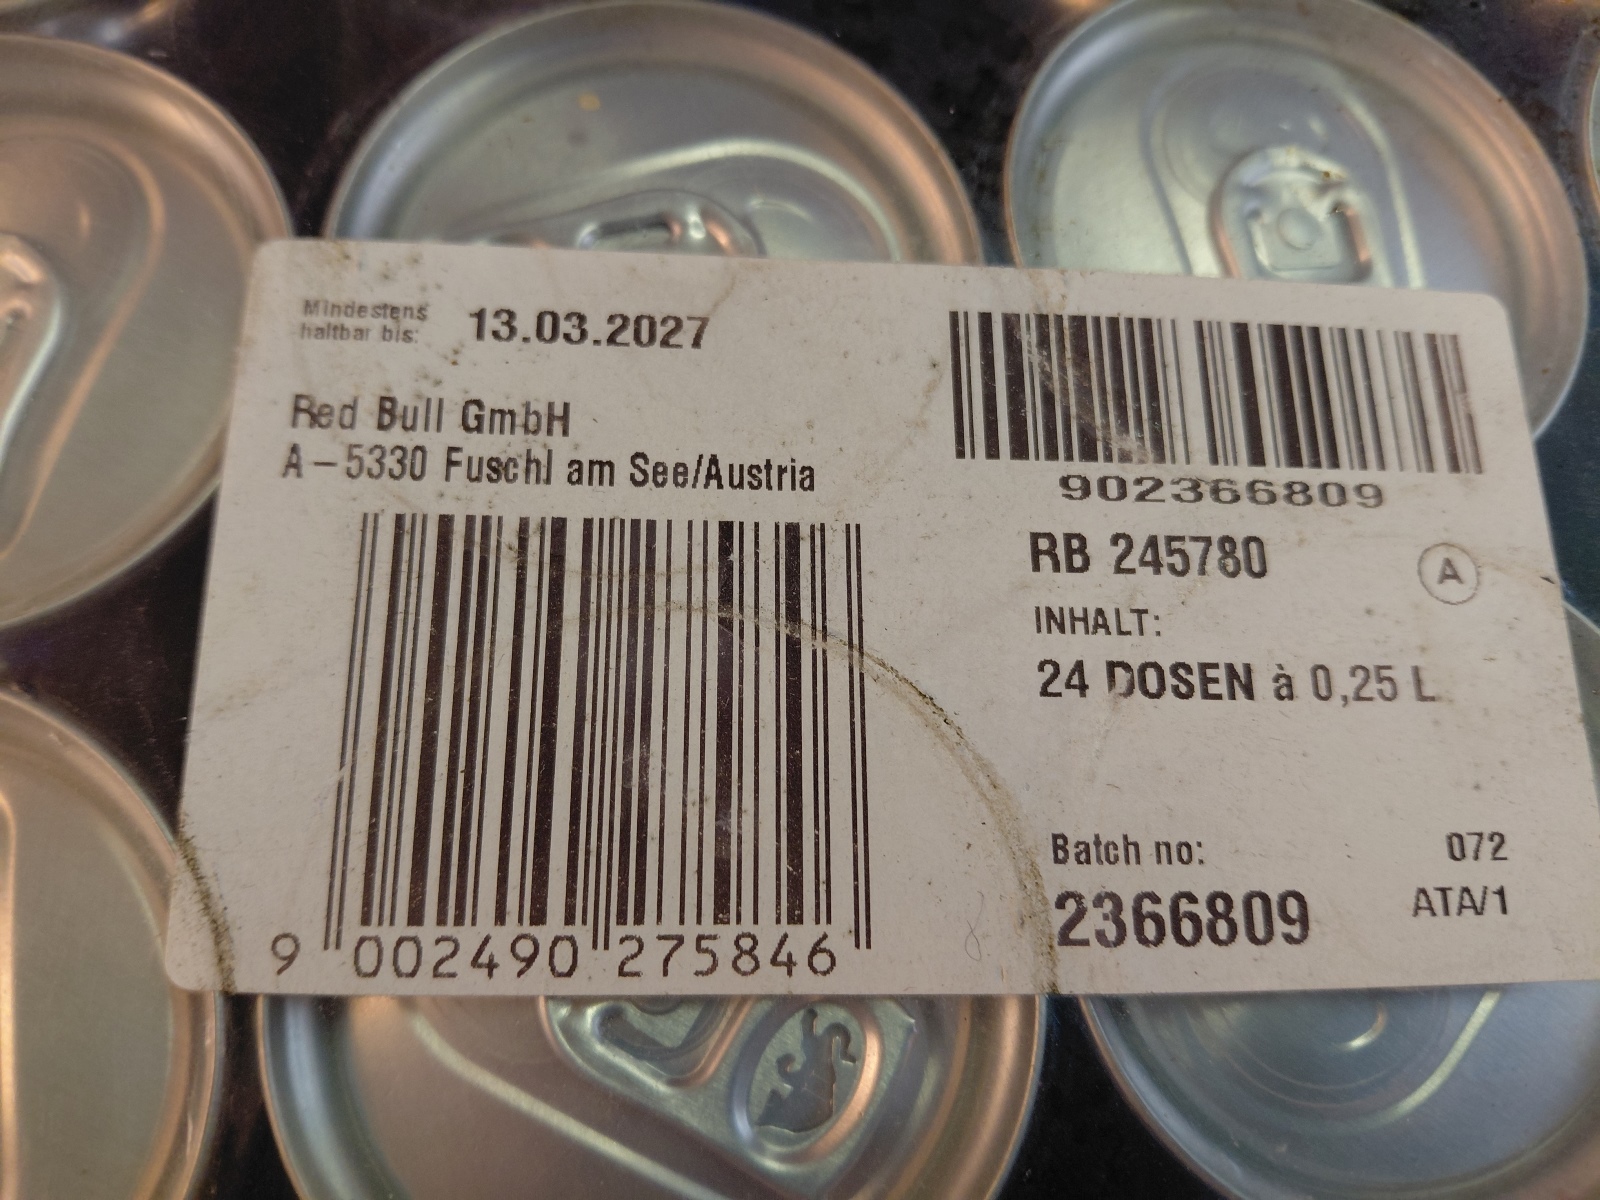 Mindestens
haltbar bis: 13.03.2027
Red Bull GmbH
A-5330 Fuschl am See/Austria
9 002490 275846
902366809
RB 245780
A
INHALT:
24 DOSEN à 0,25 L
Batch no: 072
2366809 ATA/1